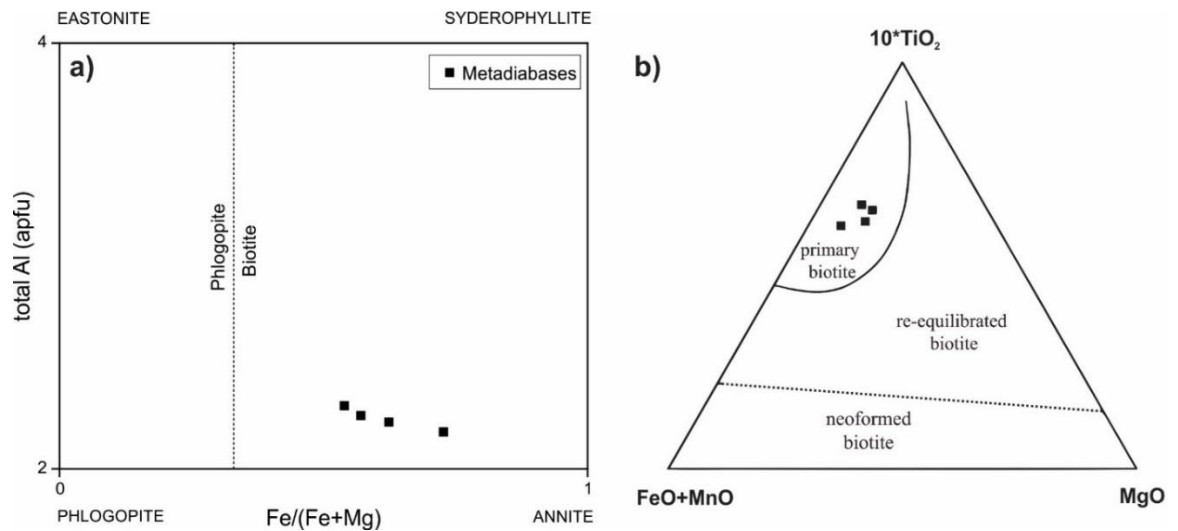 EASTONITE
SYDEROPHYLLITE
4
a)
Metadiabases
total Al (apfu)
Phlogopite
Biotite
2
0
1
PHLOGOPITE
Fe/(Fe+Mg)
ANNITE
b)
10*TiO₂
primary
biotite
re-equilibrated
biotite
neoformed
biotite
FeO+MnO
MgO